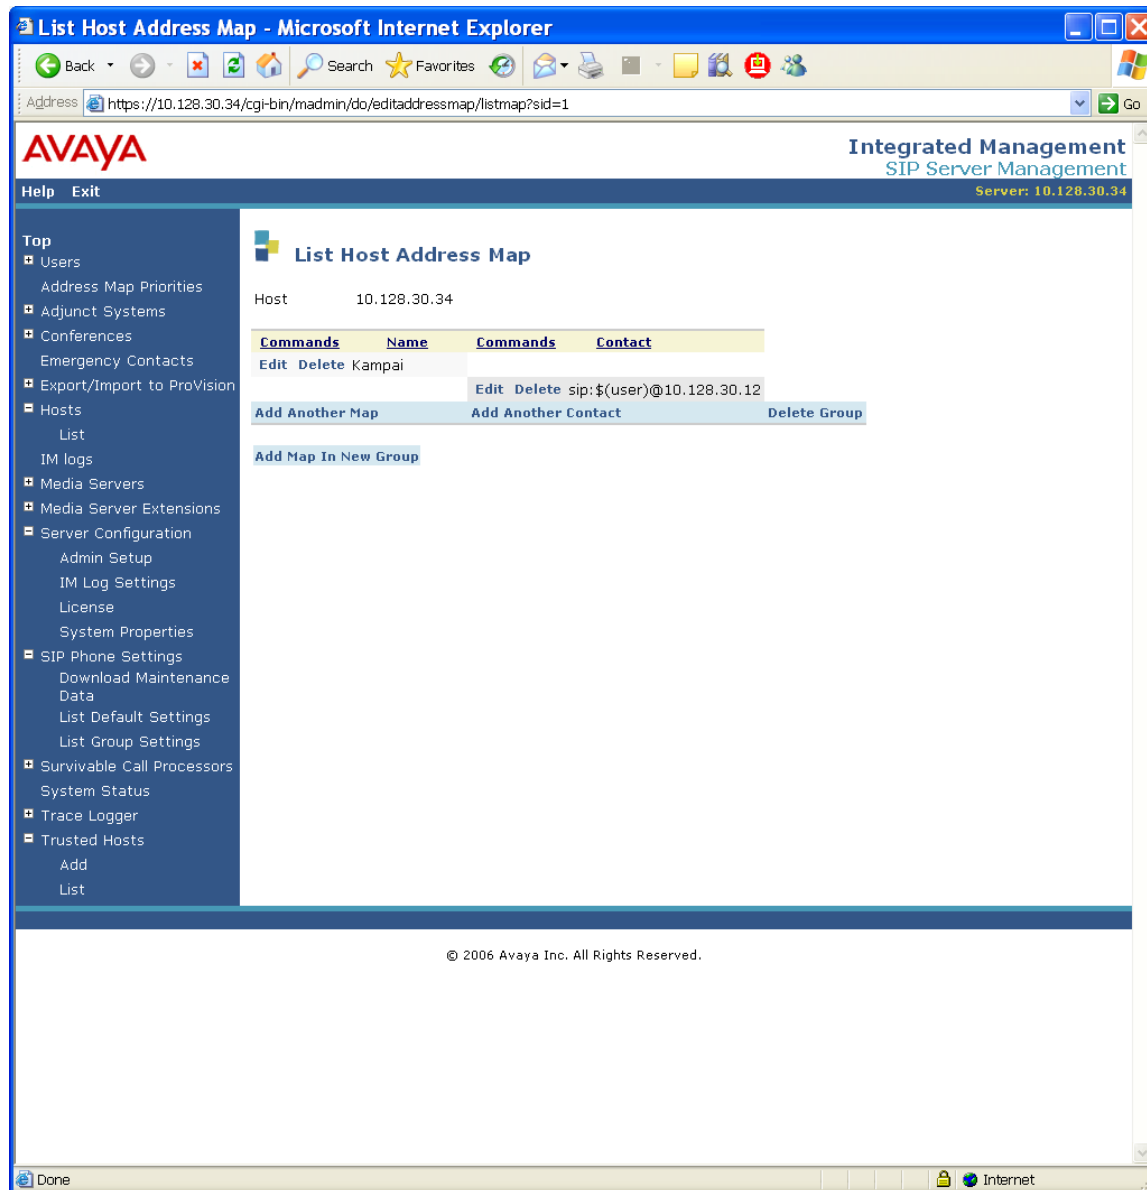 List Host Address Map - Microsoft Internet Explorer
Back Search Favorites
Address https://10.128.30.34/cgi-bin/madmin/do/editaddressmap/listmap?sid=1 Go
AVAYA
Integrated Management
SIP Server Management
Help Exit Server: 10.128.30.34
Top
Users
Address Map Priorities
Adjunct Systems
Conferences
Emergency Contacts
Export/Import to ProVision
Hosts
List
IM logs
Media Servers
Media Server Extensions
Server Configuration
Admin Setup
IM Log Settings
License
System Properties
SIP Phone Settings
Download Maintenance
Data
List Default Settings
List Group Settings
Survivable Call Processors
System Status
Trace Logger
Trusted Hosts
Add
List
List Host Address Map
Host 10.128.30.34
Commands Name Commands Contact
Edit Delete Kampai
Edit Delete sip:$(user)@10.128.30.12
Add Another Map Add Another Contact Delete Group
Add Map In New Group
© 2006 Avaya Inc. All Rights Reserved.
Done Internet